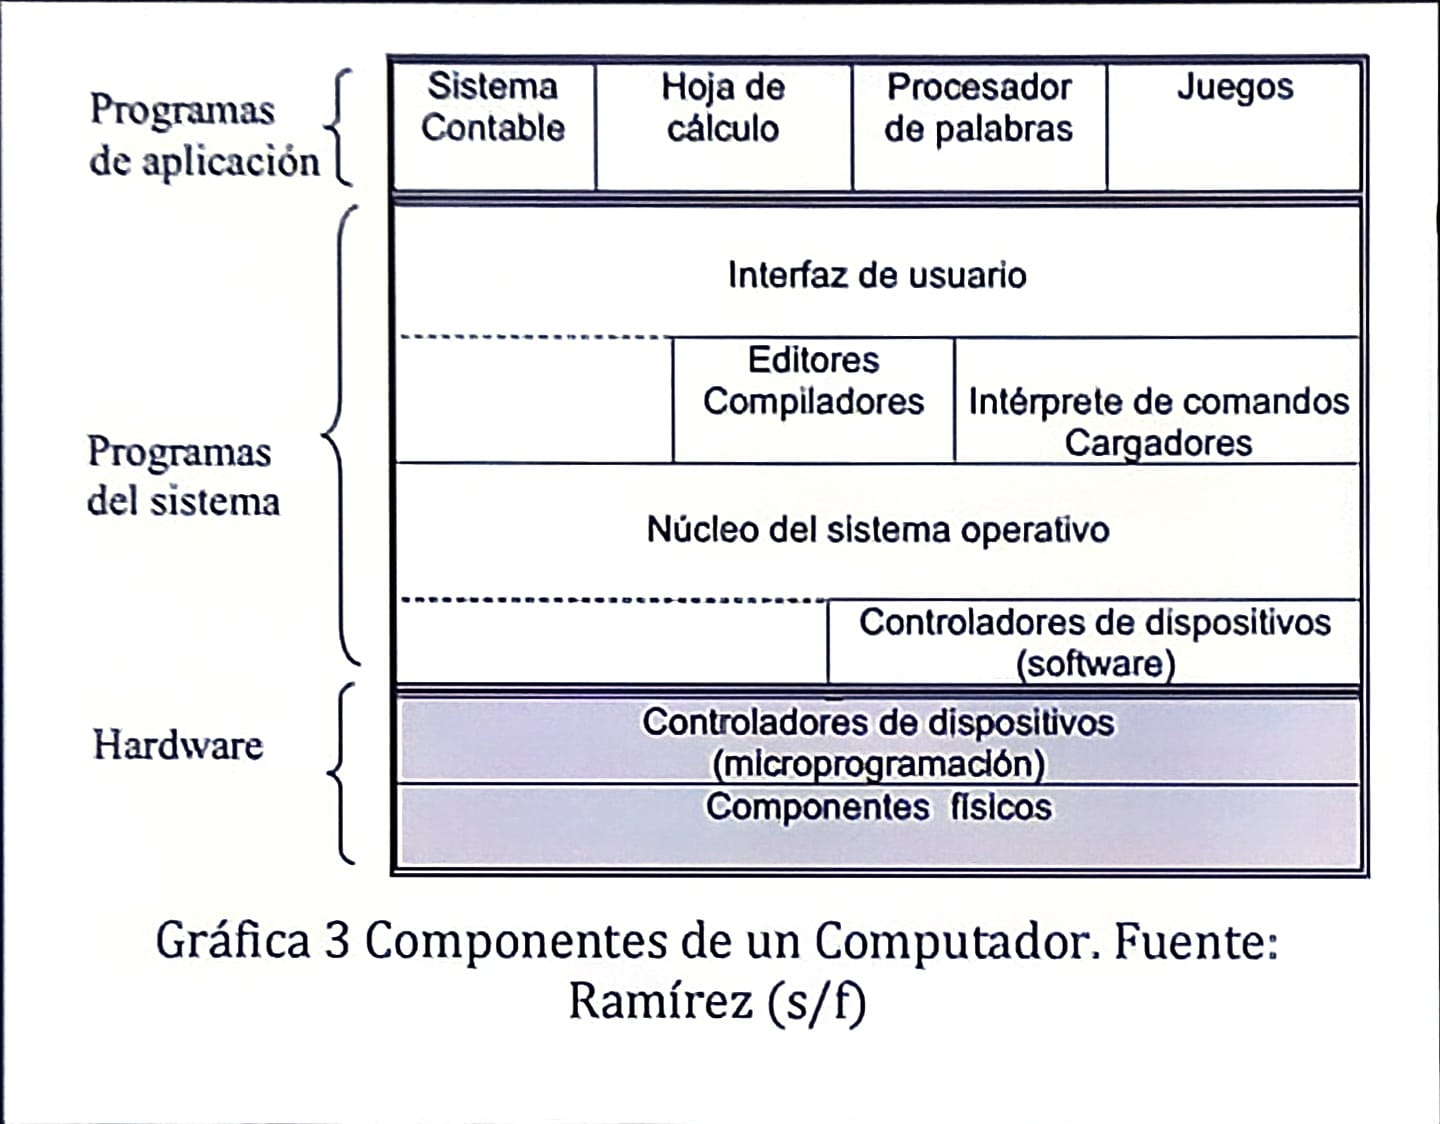 Programas
de aplicación
Sistema
Contable
Hoja de
cálculo
Procesador
de palabras
Juegos
Programas
del sistema
Interfaz de usuario
Editores
Compiladores
Intérprete de comandos
Cargadores
Núcleo del sistema operativo
Controladores de dispositivos
(software)
Hardware
Controladores de dispositivos
(microprogramación)
Componentes físicos
Gráfica 3 Componentes de un Computador. Fuente:
Ramírez (s/f)